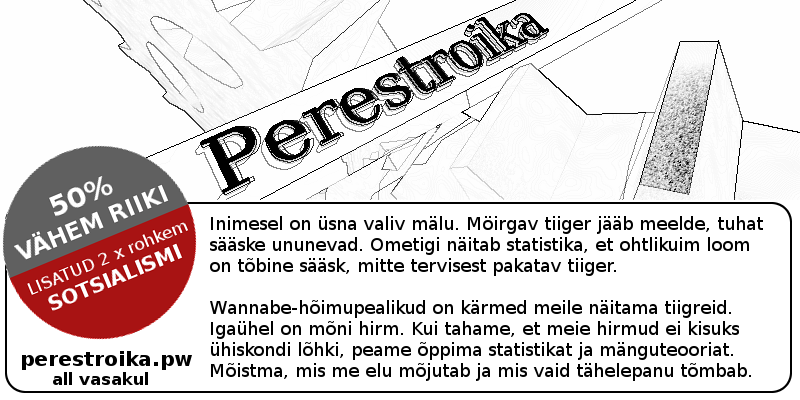 Perestroika
50%
VÄHEM RIIKI
LISATUD 2 x rohkem
SOTSIALISMI
perestroika.pw
all vasakul
Inimesel on üsna valiv mälu. Möirgav tiiger jääb meelde, tuhat
sääske ununevad. Ometigi näitab statistika, et ohtlikuim loom
on tõbine sääsk, mitte tervisest pakatav tiiger.
Wannabe-hõimupealikud on kärmed meile näitama tiigreid.
Igaühel on mõni hirm. Kui tahame, et meie hirmud ei kisuks
ühiskondi lõhki, peame õppima statistikat ja mänguteooriat.
Mõistma, mis me elu mõjutab ja mis vaid tähelepanu tõmbab.